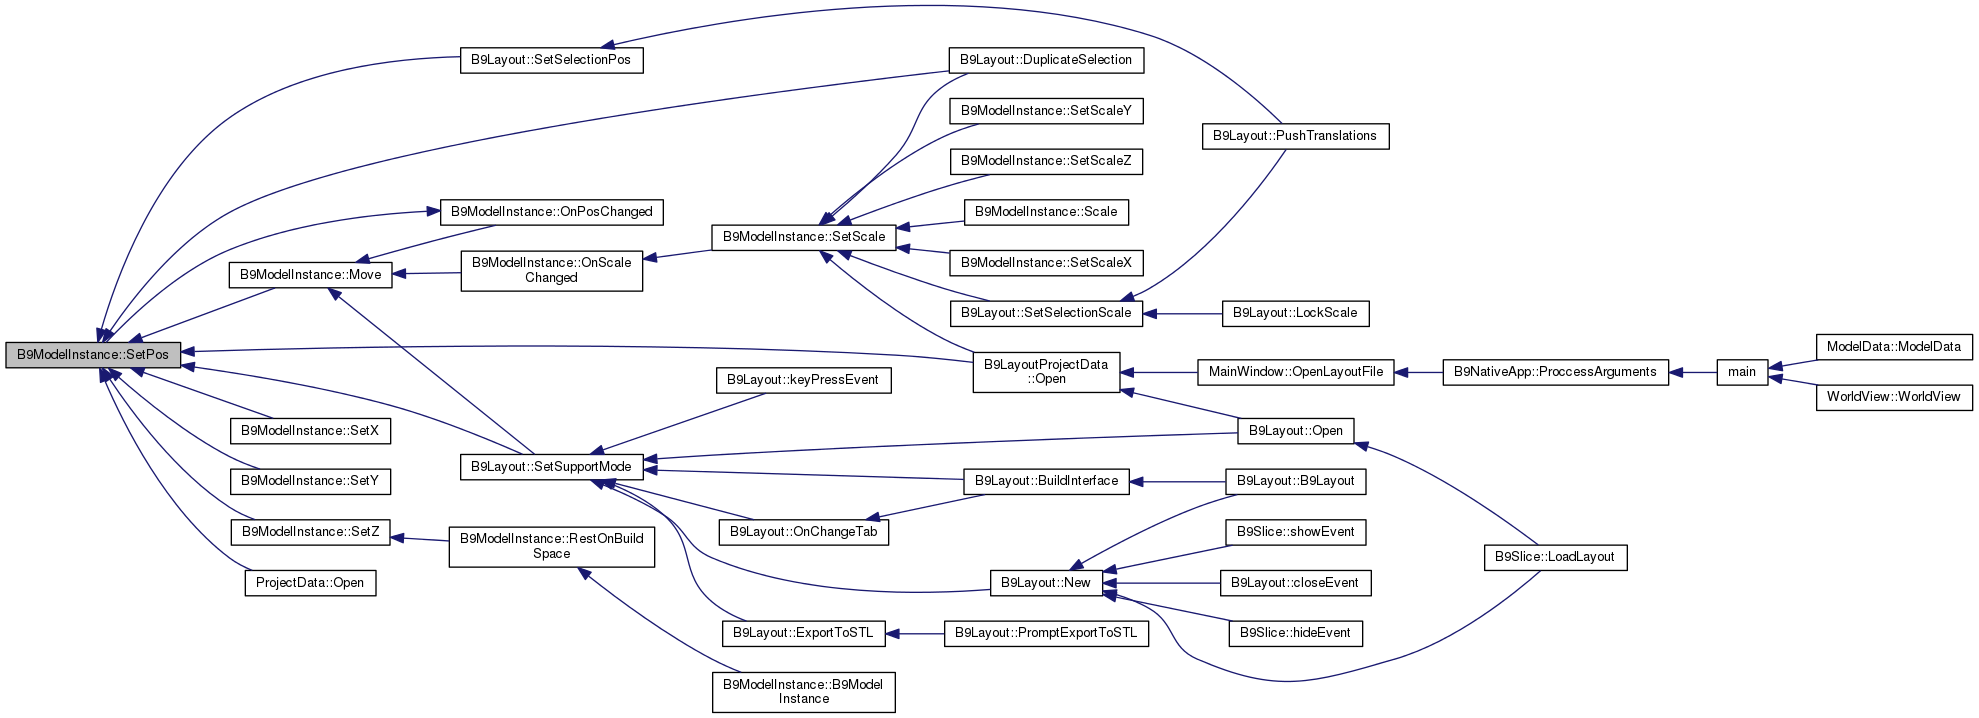 B9Layout::SetSelectionPos
B9Layout::DuplicateSelection
B9ModelInstance::SetScaleY
B9Layout::PushTranslations
B9ModelInstance::SetScaleZ
B9ModelInstance::OnPosChanged
B9ModelInstance::Scale
B9ModelInstance::SetScale
B9ModelInstance::Move
B9ModelInstance::OnScale
Changed
B9ModelInstance::SetScaleX
B9Layout::SetSelectionScale
B9Layout::LockScale
B9ModelInstance::SetPos
B9LayoutProjectData
::Open
MainWindow::OpenLayoutFile
B9NativeApp::ProccessArguments
main
ModelData::ModelData
WorldView::WorldView
B9Layout::keyPressEvent
B9ModelInstance::SetX
B9Layout::Open
B9Layout::SetSupportMode
B9ModelInstance::SetY
B9Layout::BuildInterface
B9Layout::B9Layout
B9ModelInstance::SetZ
B9Layout::OnChangeTab
B9Slice::showEvent
B9ModelInstance::RestOnBuild
Space
B9Slice::LoadLayout
ProjectData::Open
B9Layout::New
B9Layout::closeEvent
B9Layout::ExportToSTL
B9Layout::PromptExportToSTL
B9Slice::hideEvent
B9ModelInstance::B9Model
Instance